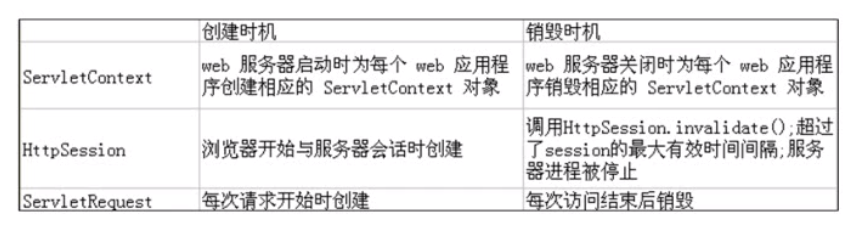 创建时机
销毁时机
ServletContext
web 服务器启动时为每个 web 应用程
序创建相应的 ServletContext 对象
web 服务器关闭时为每个 web 应用程
序销毁相应的 ServletContext 对象
HttpSession
浏览器开始与服务器会话时创建
调用HttpSession.invalidate();超过
了session的最大有效时间间隔;服务
器进程被停止
ServletRequest
每次请求开始时创建
每次访问结束后销毁